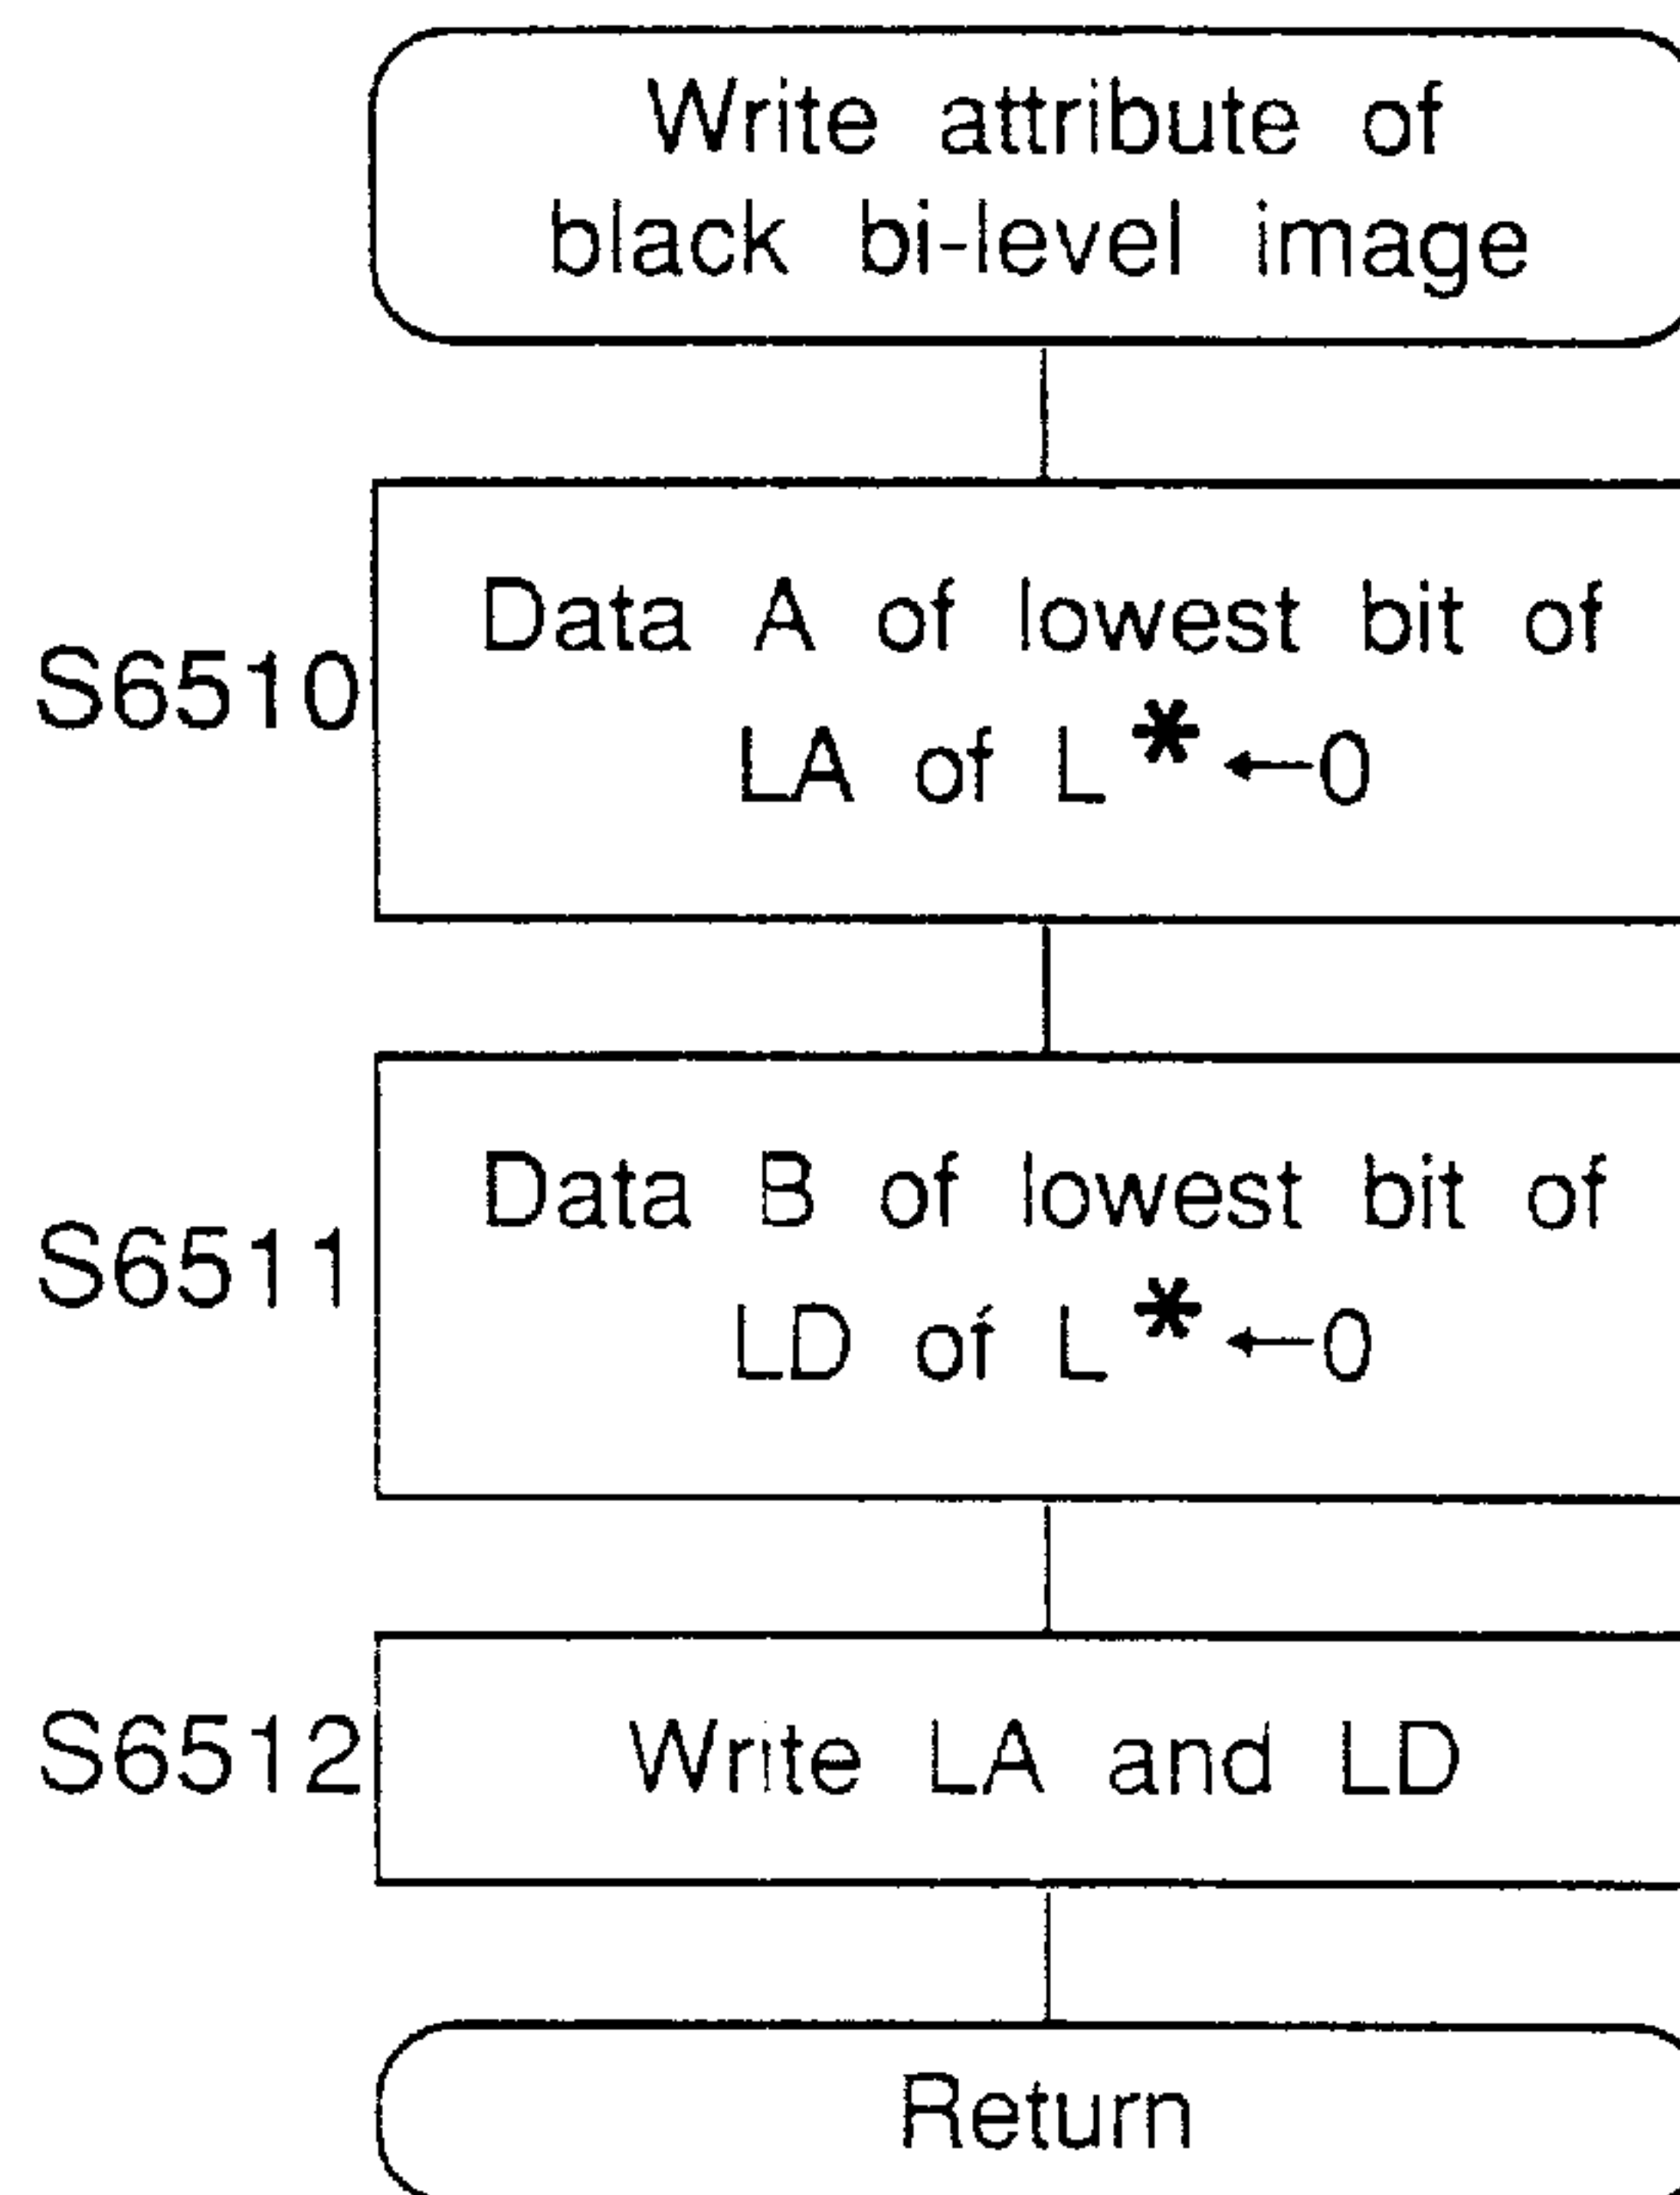 Write attribute of
black bi-level image
S6510
Data A of lowest bit of
LA of L*←0
S6511
Data B of lowest bit of
LD of L*←0
S6512
Write LA and LD
Return